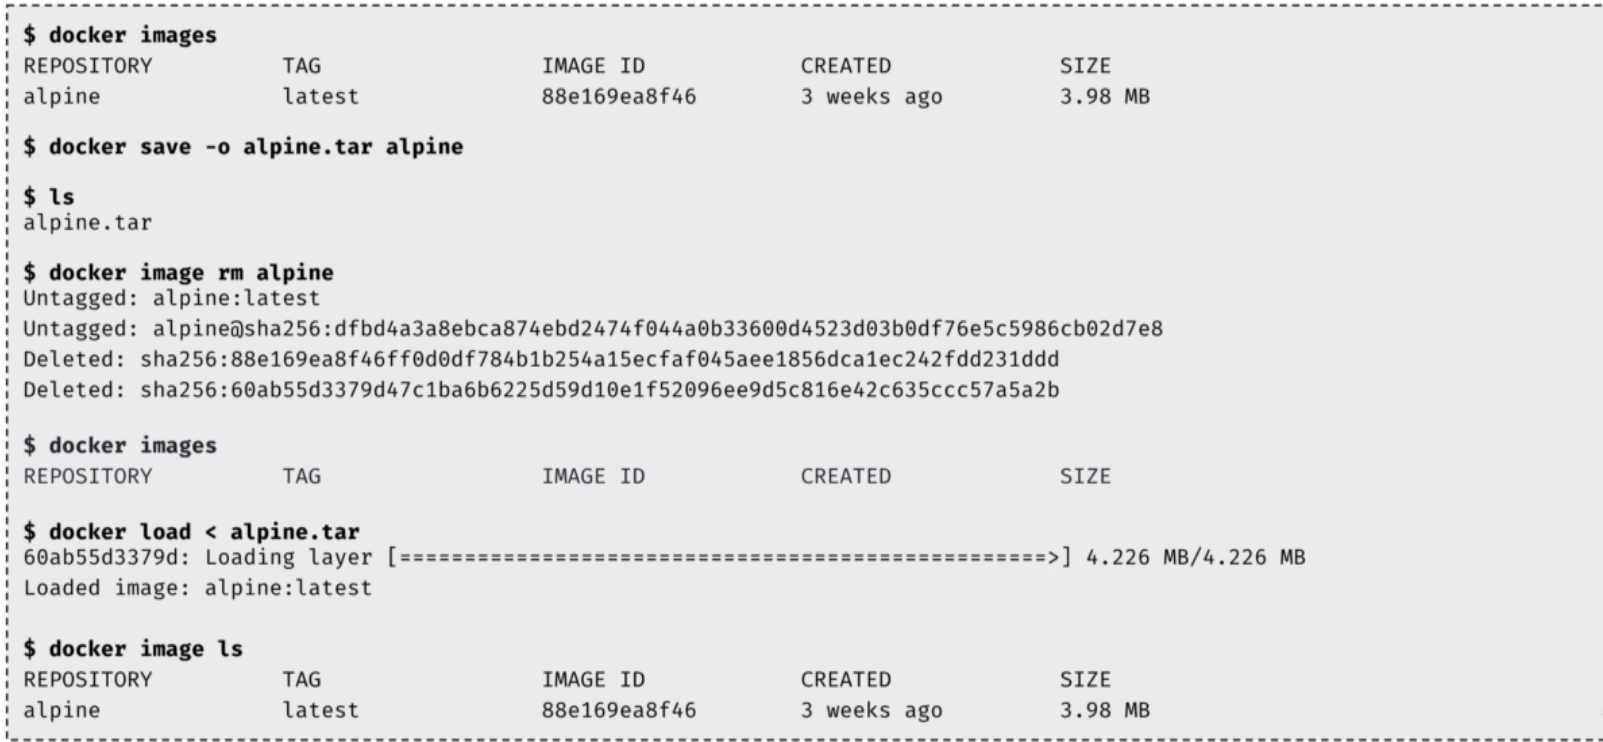 $ docker images
REPOSITORY TAG IMAGE ID CREATED SIZE
alpine latest 88e169ea8f46 3 weeks ago 3.98 MB
$ docker save -o alpine.tar alpine
$ ls
alpine.tar
$ docker image rm alpine
Untagged: alpine:latest
Untagged: alpine@sha256:dfbd4a3a8ebca874ebd2474f044a0b33600d4523d03b0df76e5c5986cb02d7e8
Deleted: sha256:88e169ea8f46ff0d0df784b1b254a15ecfaf045aee1856dca1ec242fdd231ddd
Deleted: sha256:60ab55d3379d47c1ba6b6225d59d10e1f52096ee9d5c816e42c635ccc57a5a2b
$ docker images
REPOSITORY TAG IMAGE ID CREATED SIZE
$ docker load < alpine.tar
60ab55d3379d: Loading layer [==================================================>] 4.226 MB/4.226 MB
Loaded image: alpine:latest
$ docker image ls
REPOSITORY TAG IMAGE ID CREATED SIZE
alpine latest 88e169ea8f46 3 weeks ago 3.98 MB